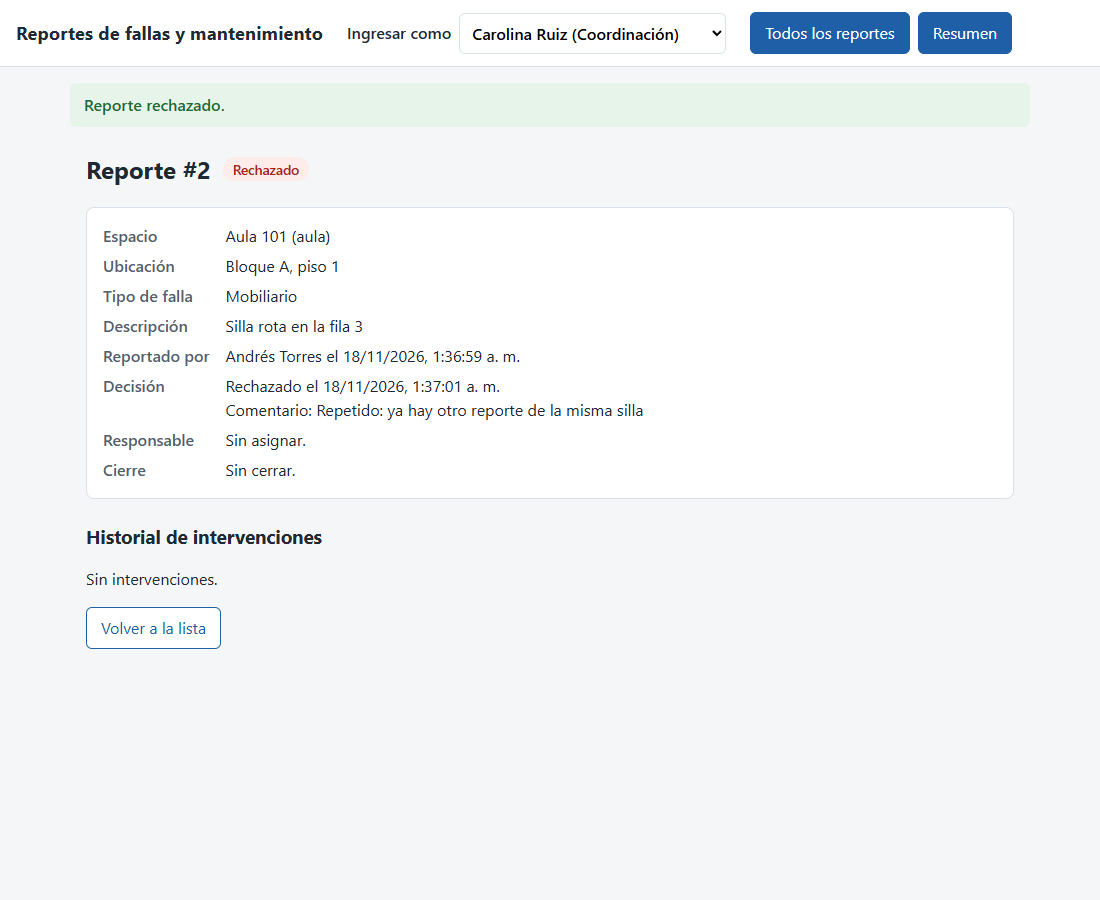 Reportes de fallas y mantenimiento
Ingresar como
Carolina Ruiz (Coordinación)
Todos los reportes
Resumen
Reporte rechazado.
Reporte #2
Rechazado
Espacio Aula 101 (aula)
Ubicación Bloque A, piso 1
Tipo de falla Mobiliario
Descripción Silla rota en la fila 3
Reportado por Andrés Torres el 18/11/2026, 1:36:59 a. m.
Decisión Rechazado el 18/11/2026, 1:37:01 a. m.
Comentario: Repetido: ya hay otro reporte de la misma silla
Responsable Sin asignar.
Cierre Sin cerrar.
Historial de intervenciones
Sin intervenciones.
Volver a la lista